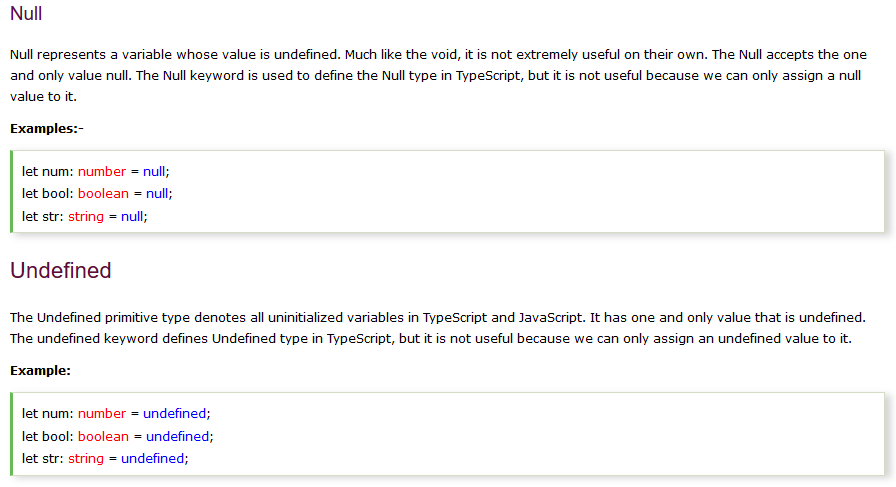 Null
Null represents a variable whose value is undefined. Much like the void, it is not extremely useful on their own. The Null accepts the one
and only value null. The Null keyword is used to define the Null type in TypeScript, but it is not useful because we can only assign a null
value to it.
Examples:-
let num: number = null;
let bool: boolean = null;
let str: string = null;
Undefined
The Undefined primitive type denotes all uninitialized variables in TypeScript and JavaScript. It has one and only value that is undefined.
The undefined keyword defines Undefined type in TypeScript, but it is not useful because we can only assign an undefined value to it.
Example:
let num: number = undefined;
let bool: boolean = undefined;
let str: string = undefined;